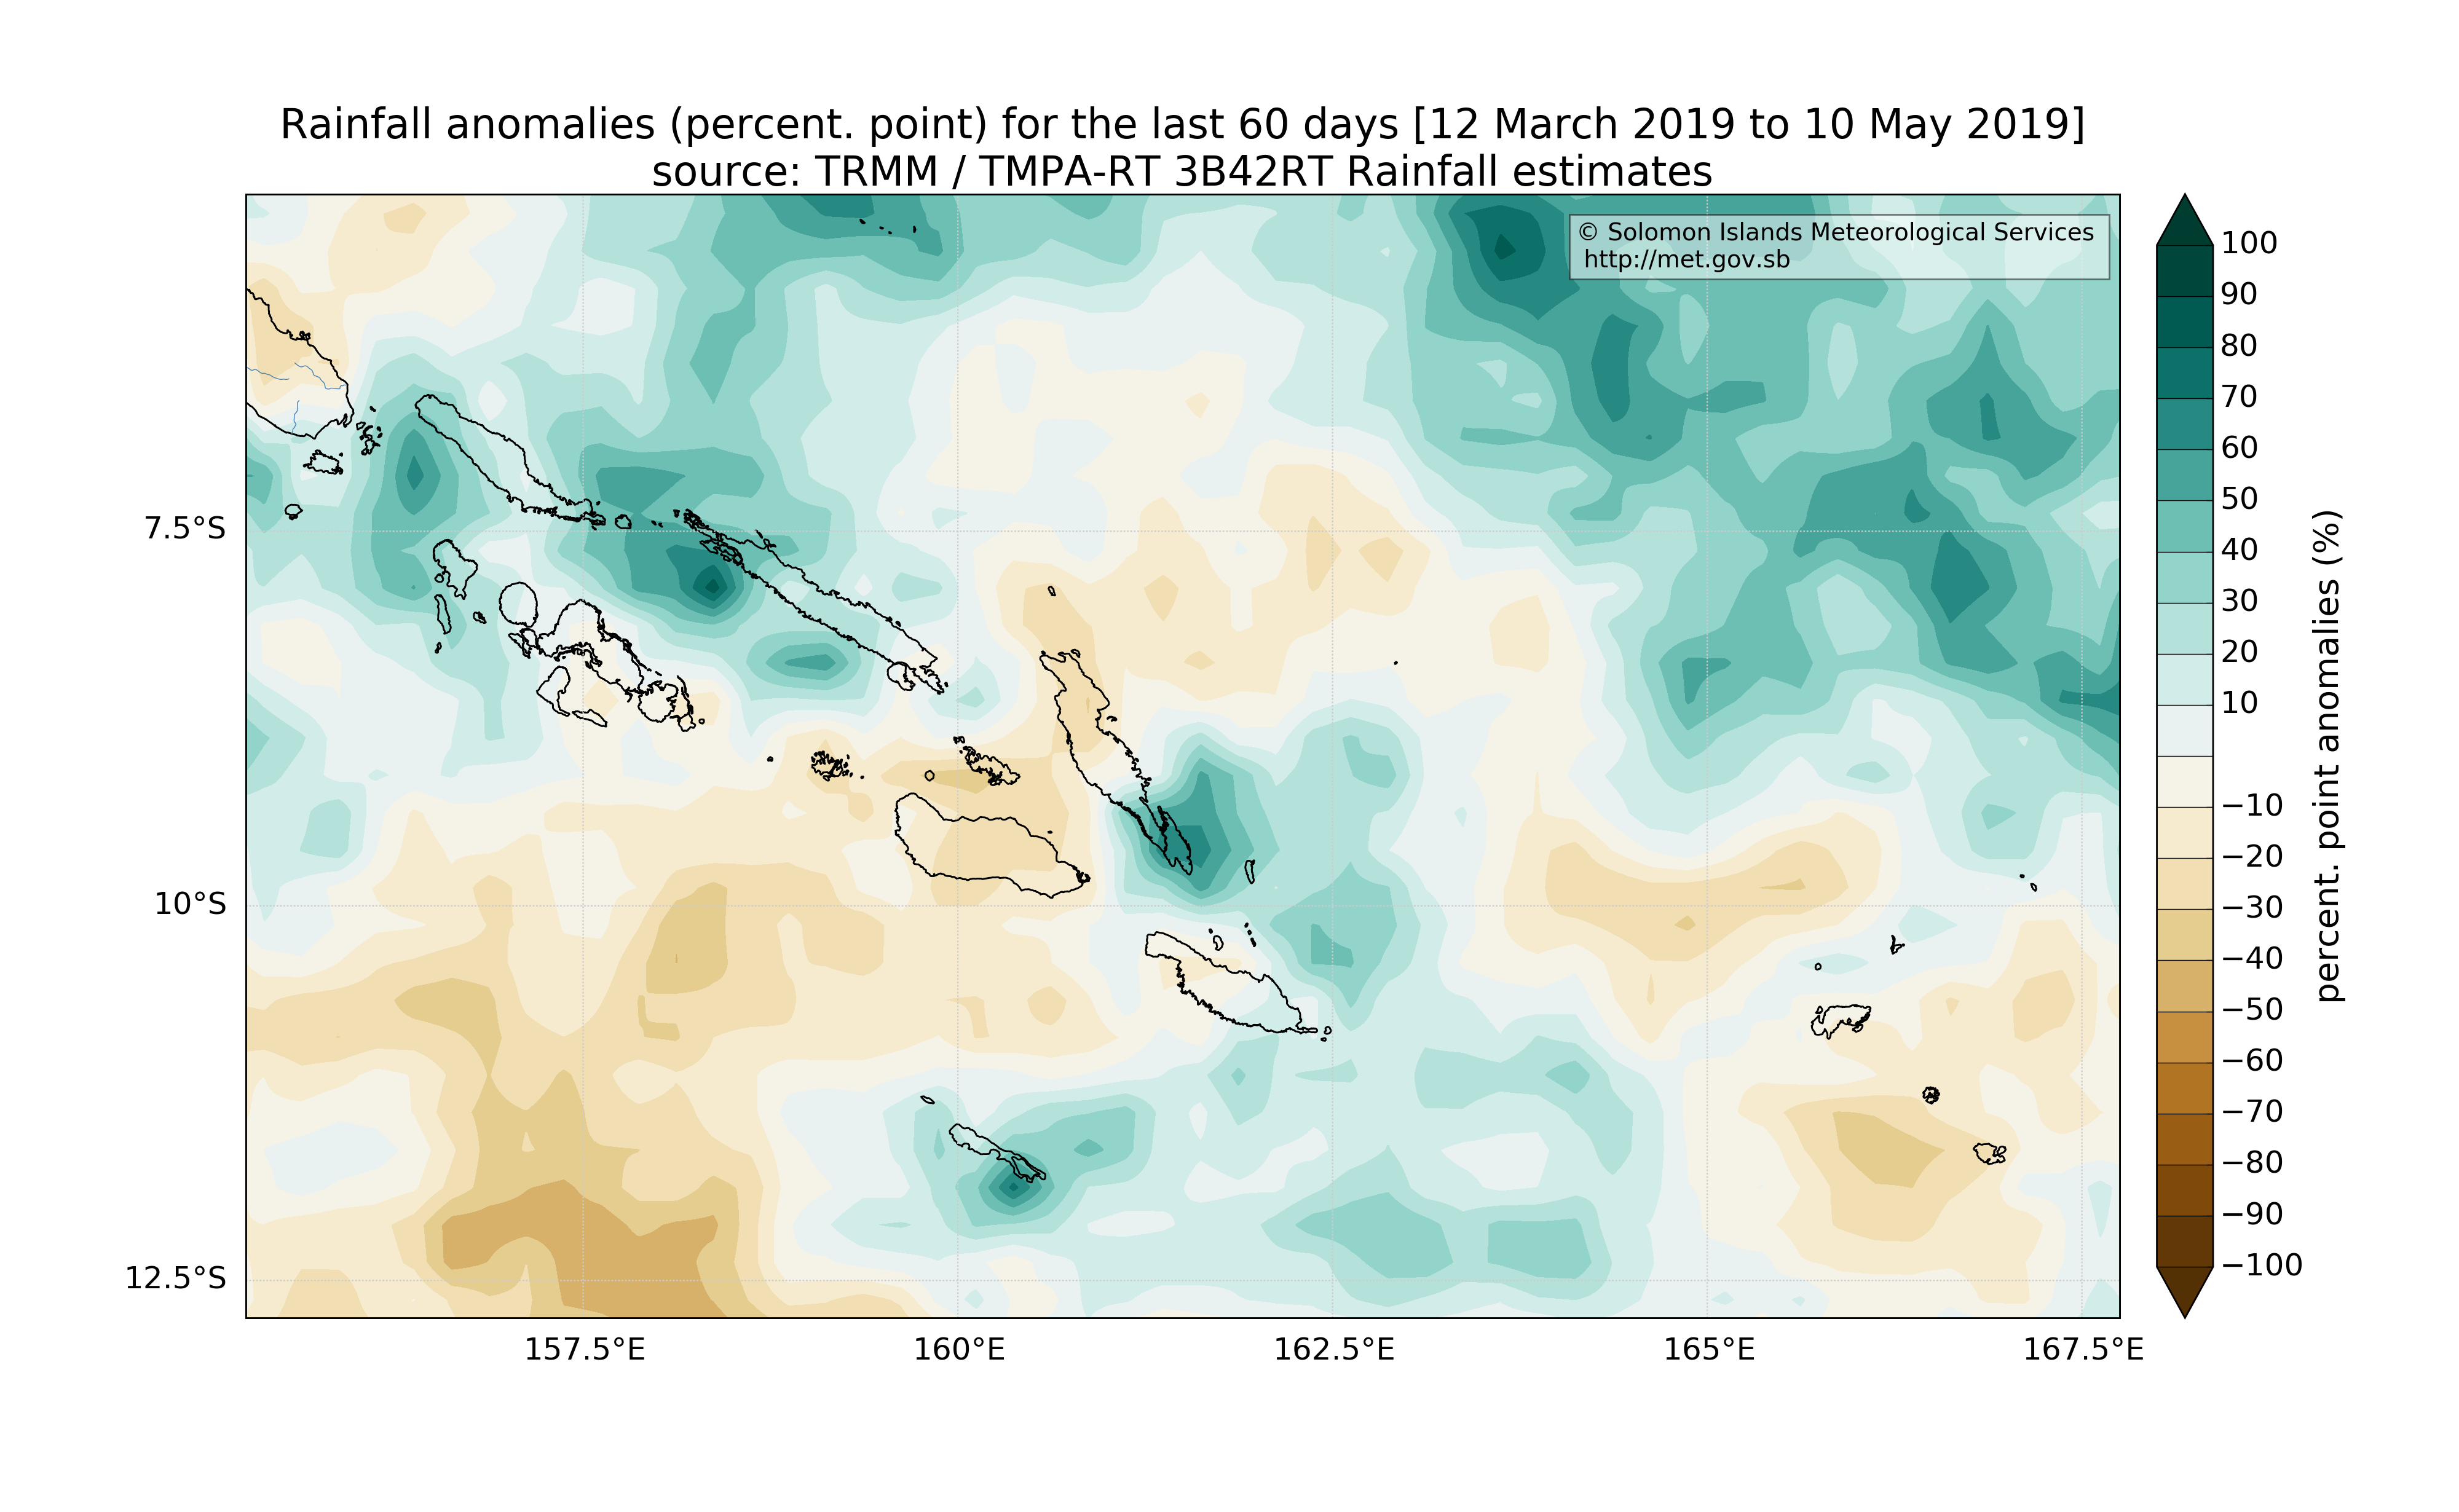 Rainfall anomalies (percent. point) for the last 60 days [12 March 2019 to 10 May 2019]
source: TRMM / TMPA-RT 3B42RT Rainfall estimates
© Solomon Islands Meteorological Services
http://met.gov.sb
7.5°S
10°S
12.5°S
157.5°E
160°E
162.5°E
165°E
167.5°E
100
90
80
70
60
50
40
30
20
10
−10
−20
−30
−40
−50
−60
−70
−80
−90
−100
percent. point anomalies (%)